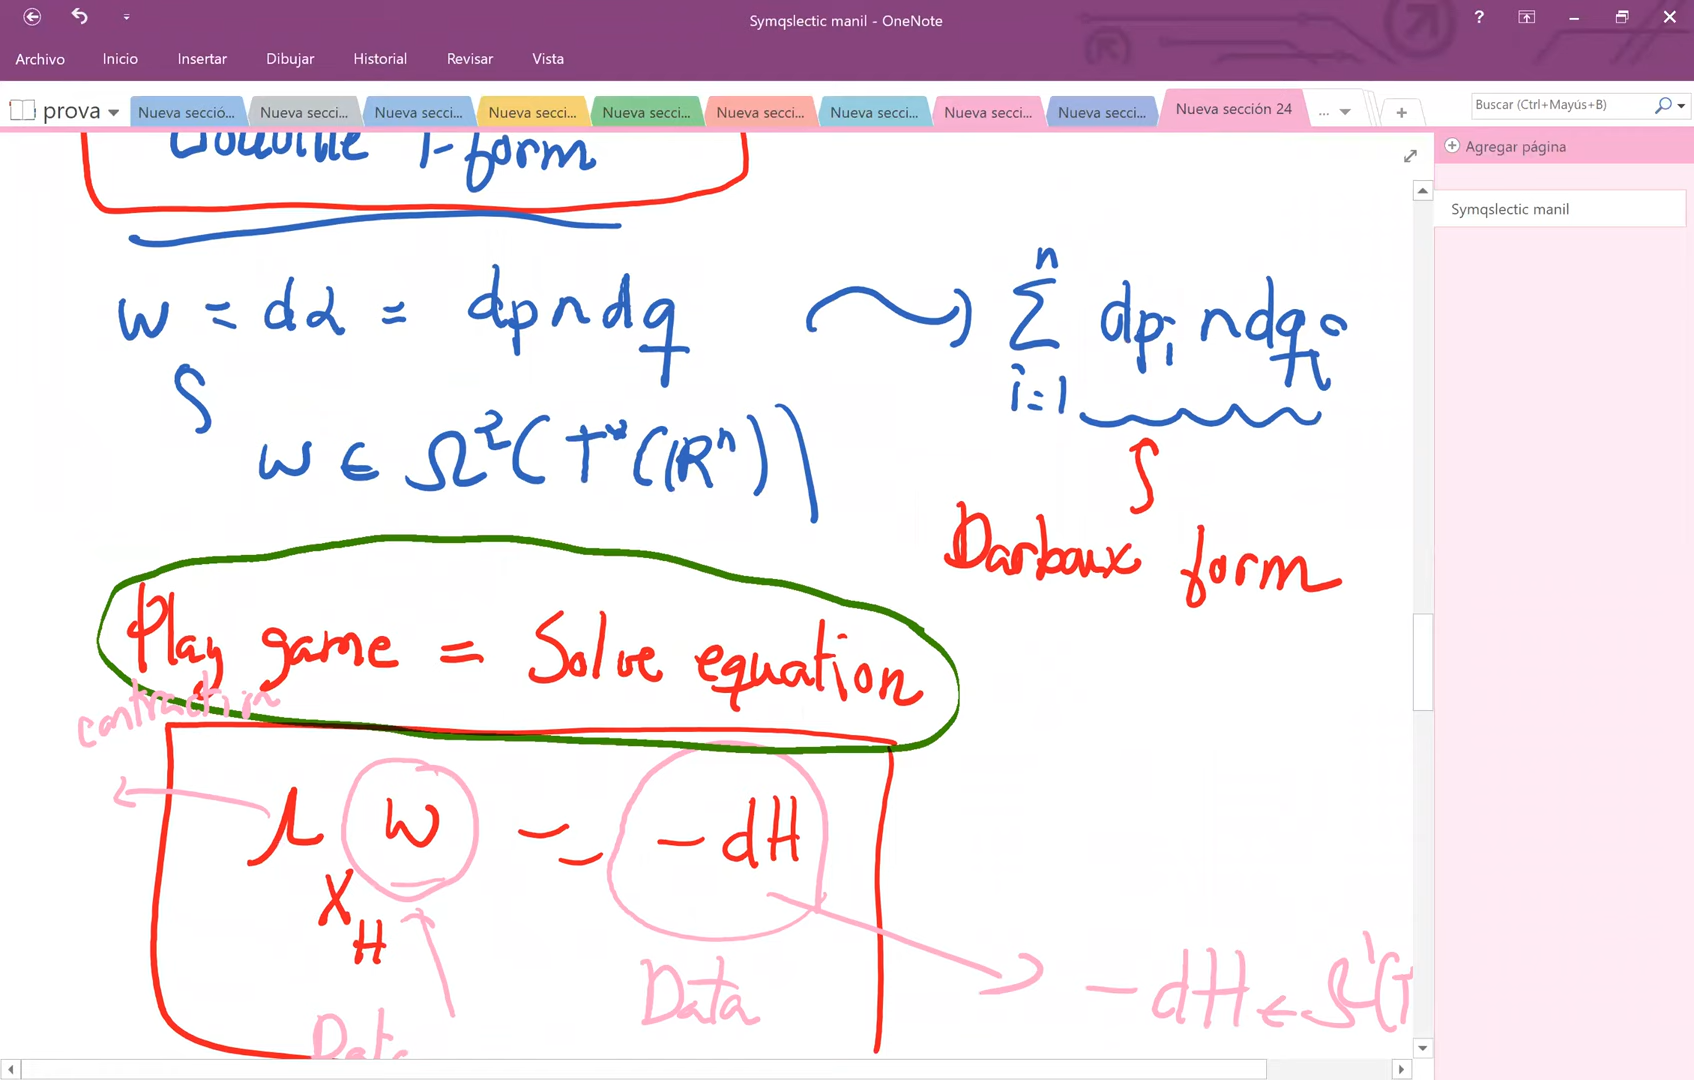 Symqslectic manil - OneNote
Archivo Inicio Insertar Dibujar Historial Revisar Vista
prova Nueva secció... Nueva secci... Nueva secci... Nueva secci... Nueva secci... Nueva secci... Nueva secci... Nueva secci... Nueva secci... Nueva sección 24 ... + Buscar (Ctrl+Mayús+B)
Agregar página
Symqslectic manil
Liouville 1-form
w = dα = dp ∧ dq
∑ i=1 n dpᵢ ∧ dqᵢ
w ∈ Ω²(T*(ℝⁿ))
Darboux form
Play game = Solve equation
contraction
ι X_H w = -dH
Data
Data
-dH ∈ Ω¹(T